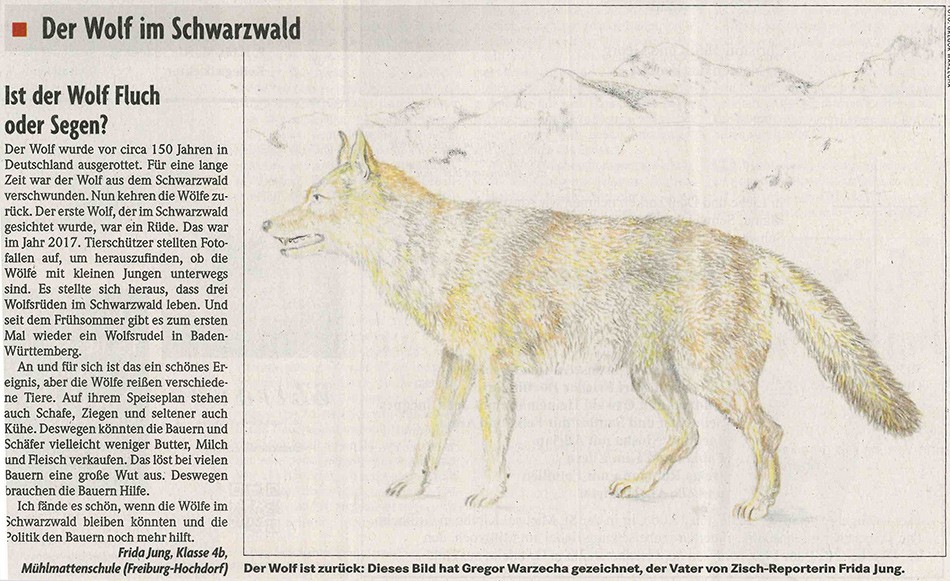 Der Wolf im Schwarzwald
Ist der Wolf Fluch
oder Segen?
Der Wolf wurde vor circa 150 Jahren in
Deutschland ausgerottet. Für eine lange
Zeit war der Wolf aus dem Schwarzwald
verschwunden. Nun kehren die Wölfe zu-
rück. Der erste Wolf, der im Schwarzwald
gesichtet wurde, war ein Rüde. Das war
im Jahr 2017. Tierschützer stellten Foto-
fallen auf, um herauszufinden, ob die
Wölfe mit kleinen Jungen unterwegs
sind. Es stellte sich heraus, dass drei
Wolfsrüden im Schwarzwald leben. Und
seit dem Frühsommer gibt es zum ersten
Mal wieder ein Wolfsrudel in Baden-
Württemberg.
An und für sich ist das ein schönes Er-
eignis, aber die Wölfe reißen verschiede-
ne Tiere. Auf ihrem Speiseplan stehen
auch Schafe, Ziegen und seltener auch
Kühe. Deswegen könnten die Bauern und
Schäfer vielleicht weniger Butter, Milch
und Fleisch verkaufen. Das löst bei vielen
Bauern eine große Wut aus. Deswegen
brauchen die Bauern Hilfe.
Ich fände es schön, wenn die Wölfe im
Schwarzwald bleiben könnten und die
Politik den Bauern noch mehr hilft.
Frida Jung, Klasse 4b,
Mühlmattenschule (Freiburg-Hochdorf)
Der Wolf ist zurück: Dieses Bild hat Gregor Warzecha gezeichnet, der Vater von Zisch-Reporterin Frida Jung.